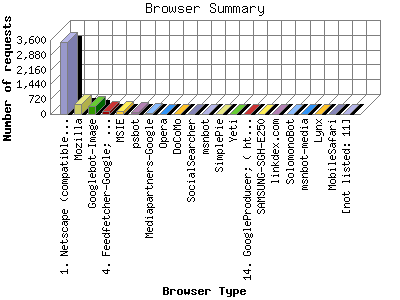 Browser Summary
Number of requests
3,600
2,880
2,160
1,440
720
0
1. Netscape (compatible...
Mozilla
Googlebot-Image
4. Feedfetcher-Google; ...
MSIE
psbot
Mediapartners-Google
Opera
DoCoMo
SocialSearcher
msnbot
SimplePie
Yeti
14. GoogleProducer; ( ht...
SAMSUNG-SGH-E250
linkdex.com
SolomonoBot
msnbot-media
Lynx
MobileSafari
[not listed: 11]
Browser Type